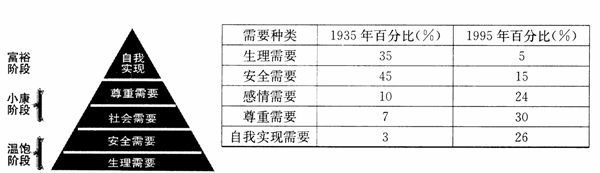 富裕
阶段
小康
阶段
温饱
阶段
自我
实现
尊重需要
社会需要
安全需要
生理需要
需要种类 1935年百分比(%) 1995年百分比(%)
生理需要 35 5
安全需要 45 15
感情需要 10 24
尊重需要 7 30
自我实现需要 3 26